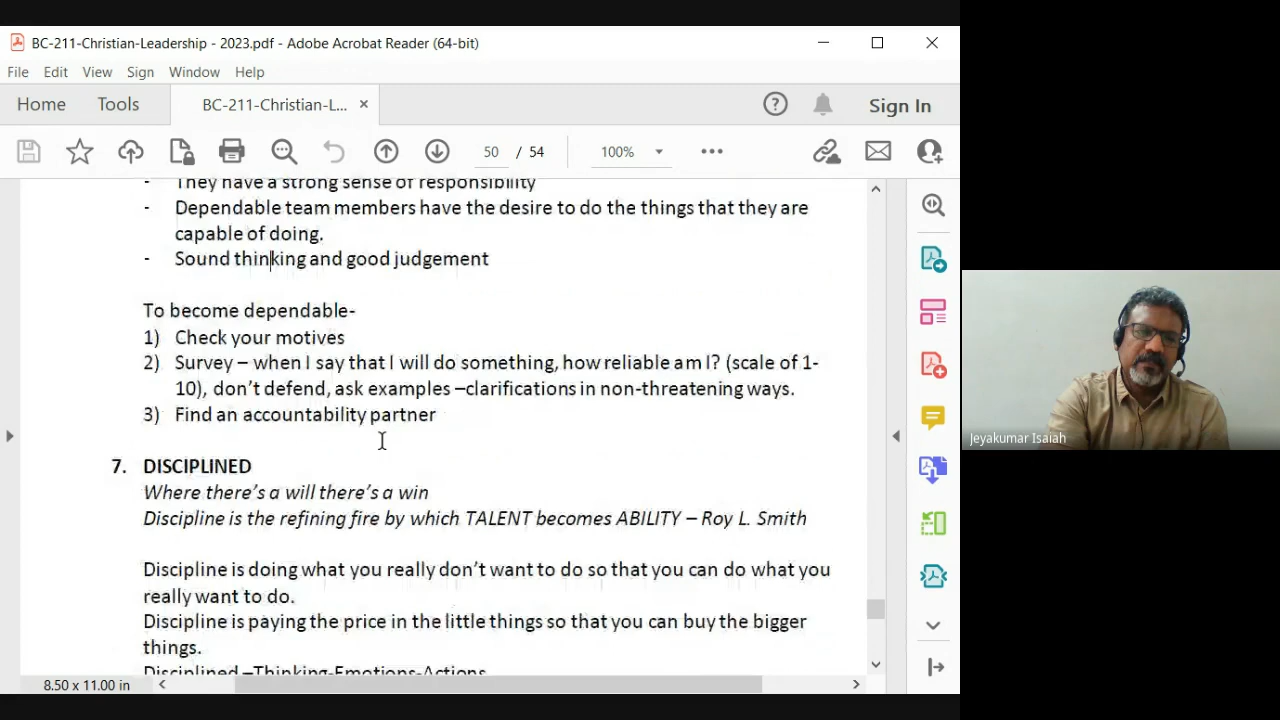 BC-211-Christian-Leadership - 2023.pdf - Adobe Acrobat Reader (64-bit)
File Edit View Sign Window Help
Home Tools BC-211-Christian-L... × Sign In
50 / 54 100%
- They have a strong sense of responsibility
- Dependable team members have the desire to do the things that they are
capable of doing.
- Sound thinking and good judgement
To become dependable-
1) Check your motives
2) Survey – when I say that I will do something, how reliable am I? (scale of 1-
10), don't defend, ask examples –clarifications in non-threatening ways.
3) Find an accountability partner
7. DISCIPLINED
Where there's a will there's a win
Discipline is the refining fire by which TALENT becomes ABILITY – Roy L. Smith
Discipline is doing what you really don't want to do so that you can do what you
really want to do.
Discipline is paying the price in the little things so that you can buy the bigger
things.
Disciplined –Thinking-Emotions-Actions
8.50 x 11.00 in
Jeyakumar Isaiah